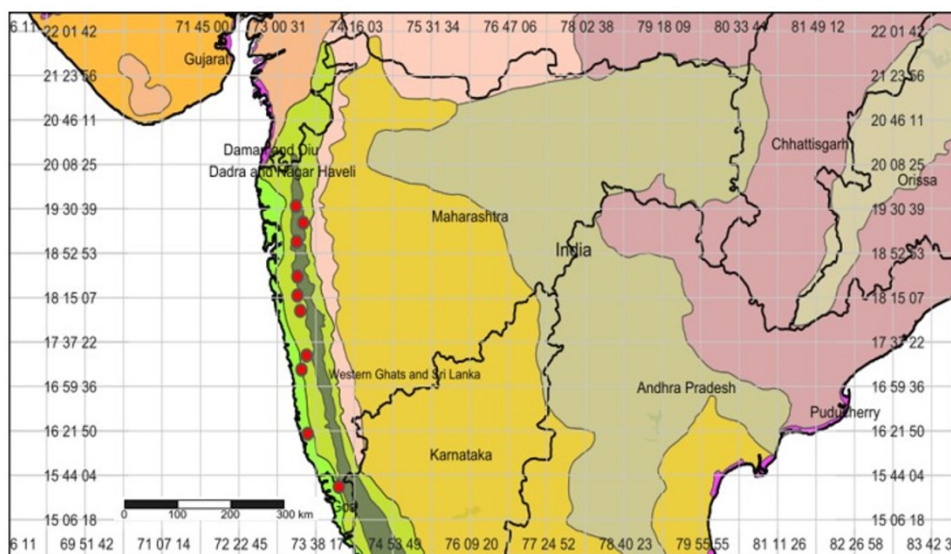 6 11 71 45 00 73 00 31 74 16 03 75 31 34 76 47 06 78 02 38 79 18 09 80 33 41 81 49 12
22 01 42 22 01 42
Gujarat
21 23 56 21 23 56
20 46 11 20 46 11
Daman and Diu
Chhattisgarh
20 08 25 20 08 25
Dadra and Nagar Haveli
Orissa
19 30 39 19 30 39
Maharashtra
India
18 52 53 18 52 53
18 15 07 18 15 07
17 37 22 17 37 22
Western Ghats and Sri Lanka
16 59 36 Andhra Pradesh 16 59 36
Puducherry
16 21 50 16 21 50
Karnataka
15 44 04 15 44 04
0 100 200 300 km
Goa
15 06 18 15 06 18
6 11 69 51 42 71 07 14 72 22 45 73 38 17 74 53 49 76 09 20 77 24 52 78 40 23 79 55 55 81 11 26 82 26 58 83 42